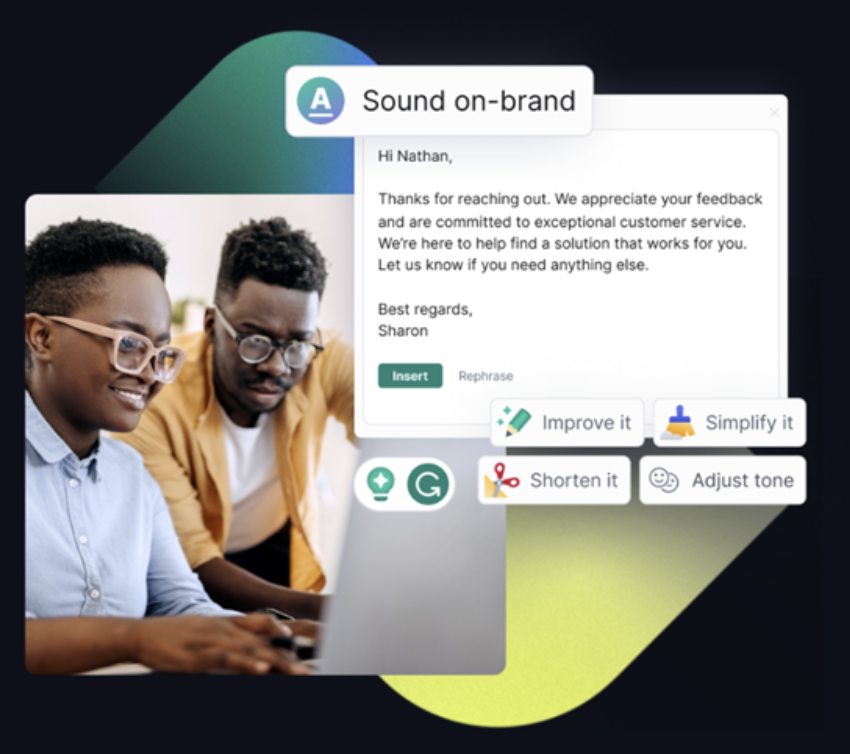 A Sound on-brand
Hi Nathan,
Thanks for reaching out. We appreciate your feedback
and are committed to exceptional customer service.
We're here to help find a solution that works for you.
Let us know if you need anything else.
Best regards,
Sharon
Insert Rephrase
Improve it Simplify it
Shorten it Adjust tone